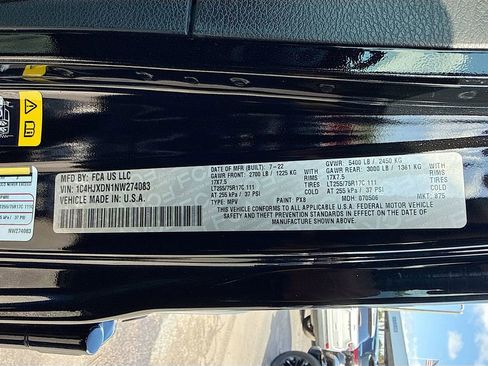 MFD BY: FCA US LLC
VIN: 1C4HJXDN1NW274083
VEHICLE MADE IN: U.S.A.
DATE OF MFR (BUILT): 7-22 GVWR: 5400 LB / 2450 KG
GAWR FRONT: 2700 LB / 1225 KG WITH GAWR REAR: 3000 LB / 1361 KG WITH
17X7.5 RIMS 17X7.5 RIMS
LT255/75R17C 111 TIRES LT255/75R17C 111 TIRES
AT 255 kPa / 37 PSI COLD AT 255 kPa / 37 PSI COLD
TYPE: MPV PAINT: PX8 MDH: 070506 MKT: 875
THIS VEHICLE CONFORMS TO ALL APPLICABLE U.S.A. FEDERAL MOTOR VEHICLE
SAFETY AND THEFT PREVENTION STANDARDS IN EFFECT ON THE DATE OF MANUFACTURE
SHOWN ABOVE.
NW274083